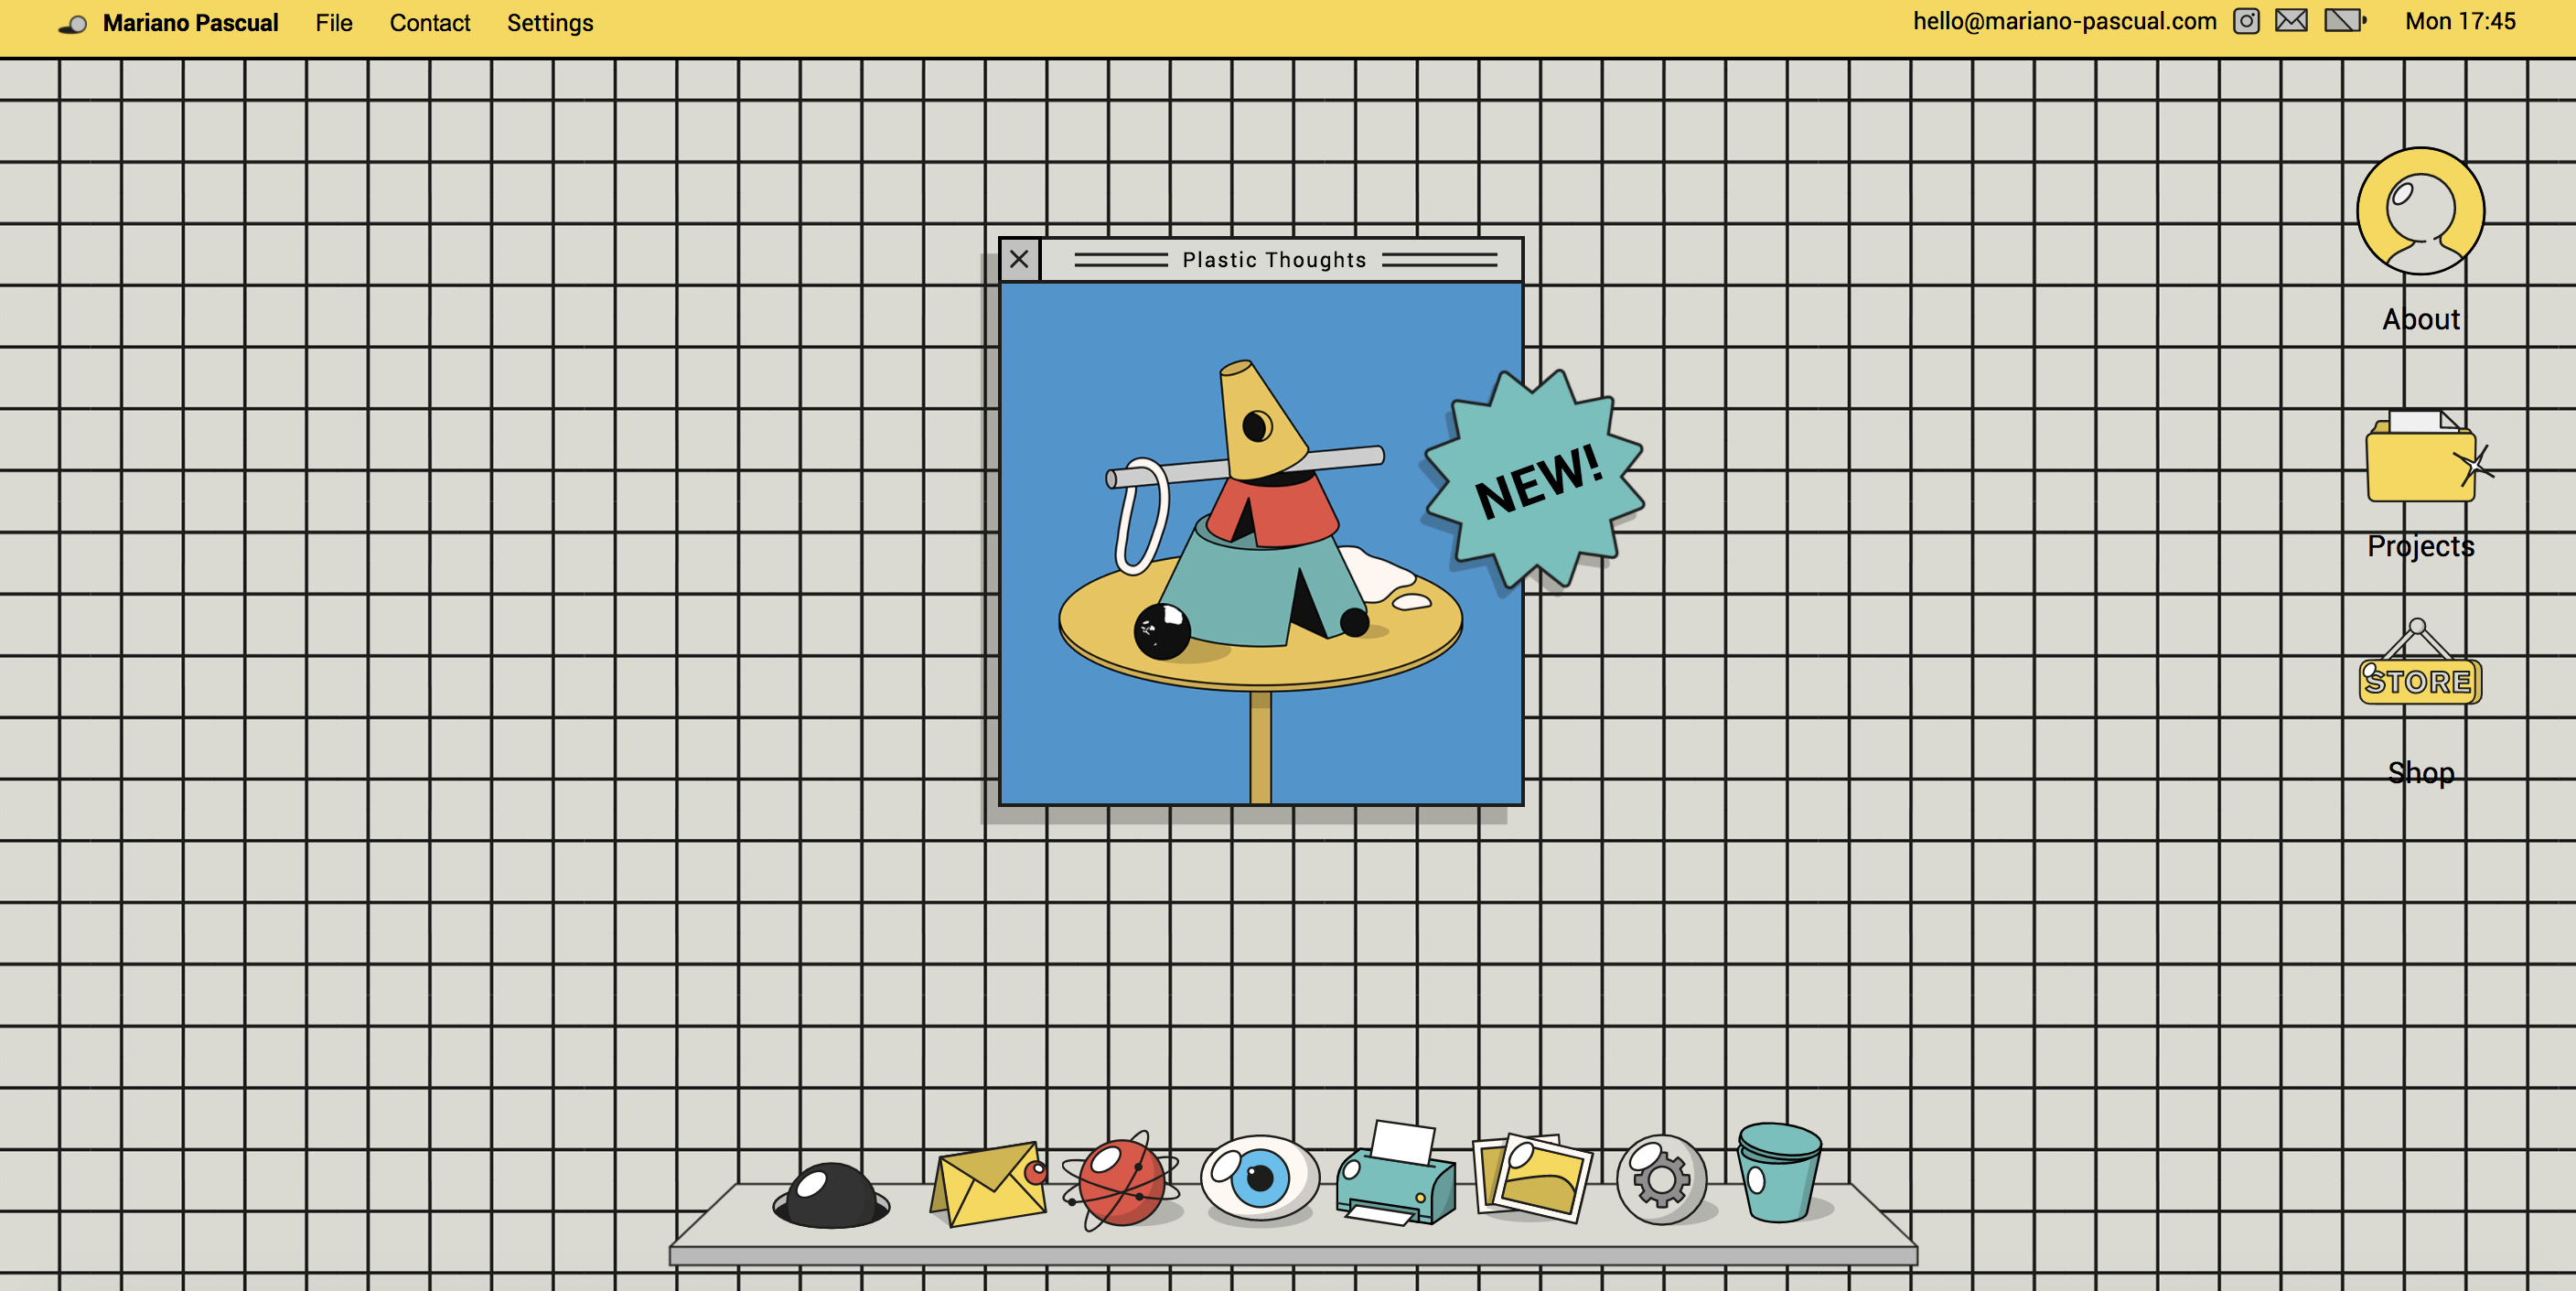 Mariano Pascual File Contact Settings hello@mariano-pascual.com Mon 17:45
Plastic Thoughts
NEW!
About
Projects
STORE
Shop